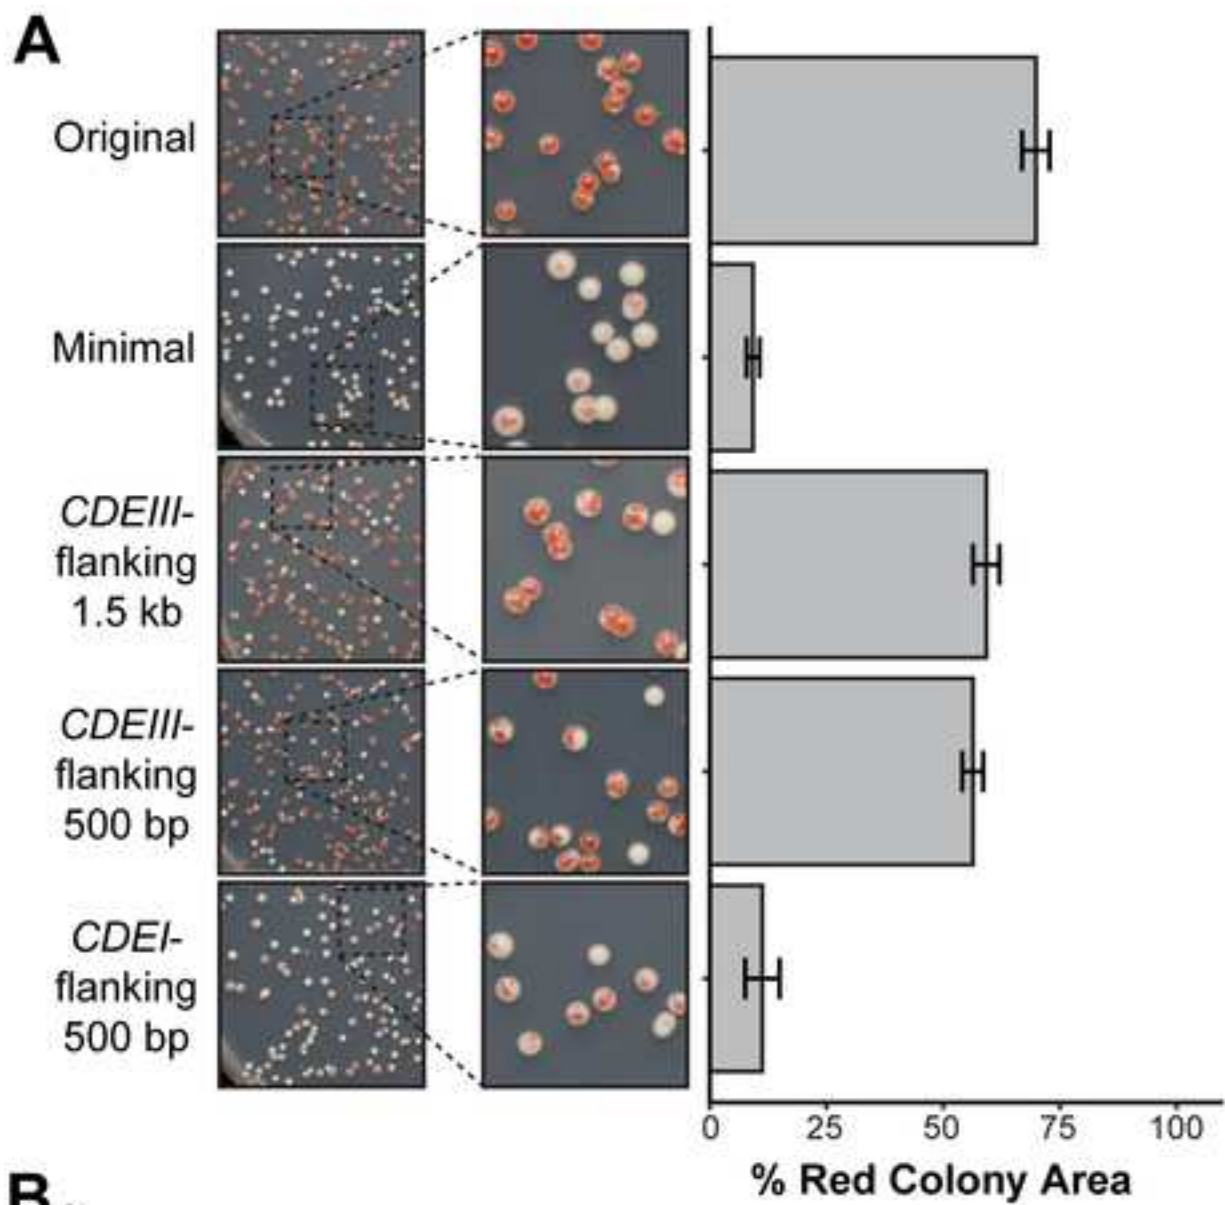 A
Original
Minimal
CDEIII-
flanking
1.5 kb
CDEIII-
flanking
500 bp
CDEI-
flanking
500 bp
0 25 50 75 100
% Red Colony Area
B